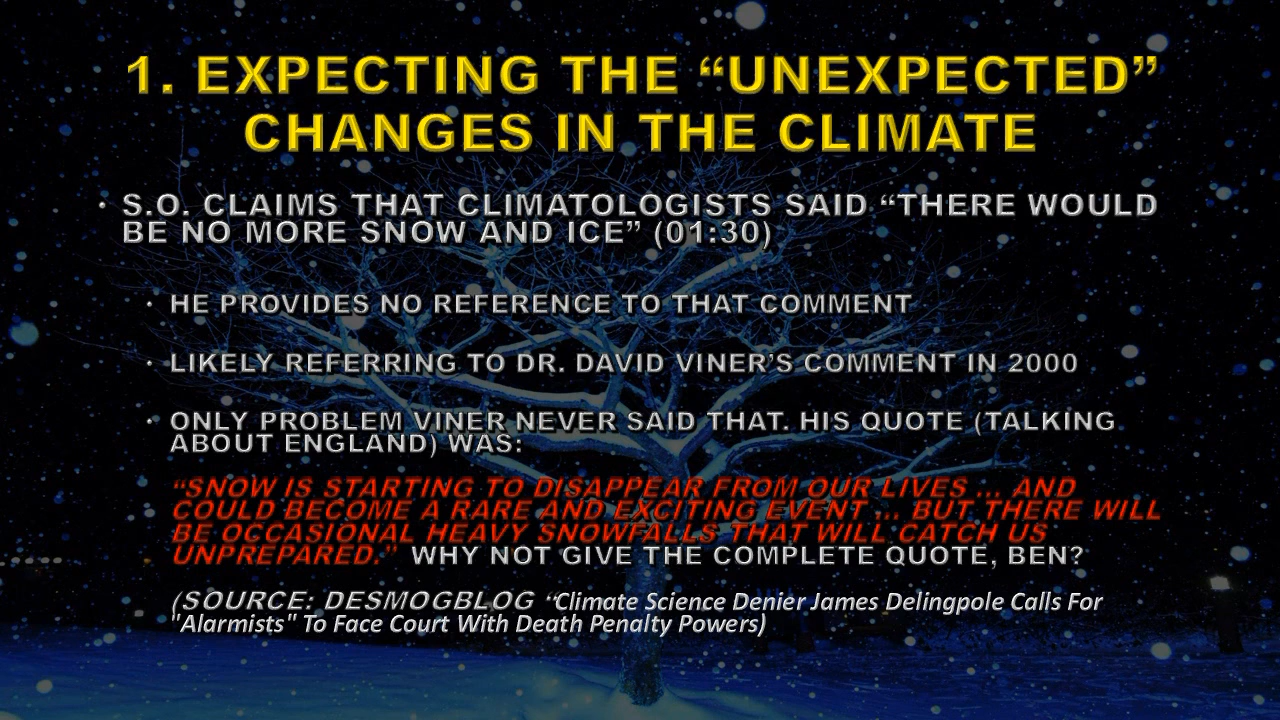 1. EXPECTING THE “UNEXPECTED”
CHANGES IN THE CLIMATE
• S.O. CLAIMS THAT CLIMATOLOGISTS SAID “THERE WOULD
BE NO MORE SNOW AND ICE” (01:30)
• HE PROVIDES NO REFERENCE TO THAT COMMENT
• LIKELY REFERRING TO DR. DAVID VINER’S COMMENT IN 2000
• ONLY PROBLEM VINER NEVER SAID THAT. HIS QUOTE (TALKING
ABOUT ENGLAND) WAS:
“SNOW IS STARTING TO DISAPPEAR FROM OUR LIVES ... AND
COULD BECOME A RARE AND EXCITING EVENT ... BUT THERE WILL
BE OCCASIONAL HEAVY SNOWFALLS THAT WILL CATCH US
UNPREPARED.” WHY NOT GIVE THE COMPLETE QUOTE, BEN?
(SOURCE: DESMOGBLOG “Climate Science Denier James Delingpole Calls For
"Alarmists" To Face Court With Death Penalty Powers)